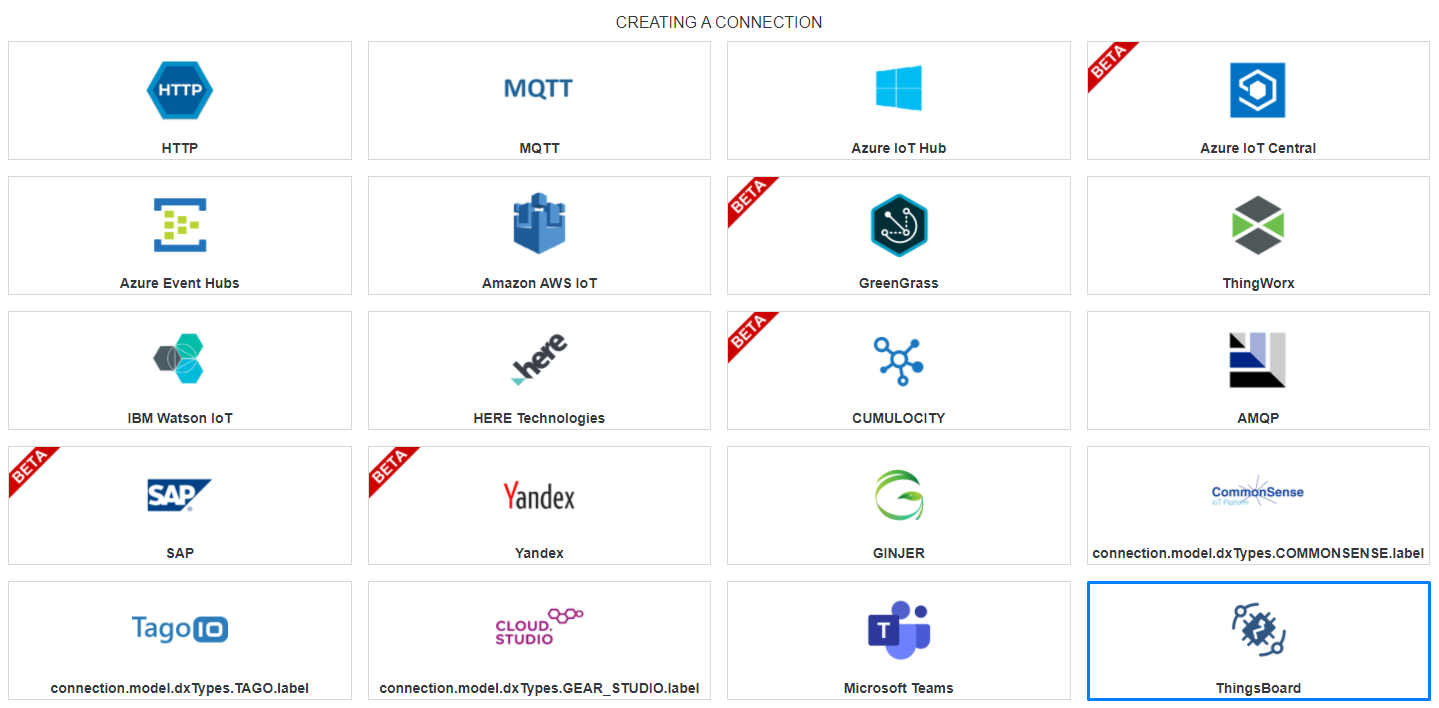 CREATING A CONNECTION
HTTP
HTTP
MQTT
MQTT
Azure IoT Hub
BETA
Azure IoT Central
Azure Event Hubs
Amazon AWS IoT
BETA
GreenGrass
ThingWorx
IBM Watson IoT
here
HERE Technologies
BETA
CUMULOCITY
AMQP
BETA
SAP
SAP
BETA
Yandex
Yandex
GINJER
CommonSense
IoT Platform
connection.model.dxTypes.COMMONSENSE.label
Tago IO
connection.model.dxTypes.TAGO.label
CLOUD.
STUDIO
connection.model.dxTypes.GEAR_STUDIO.label
T
Microsoft Teams
ThingsBoard